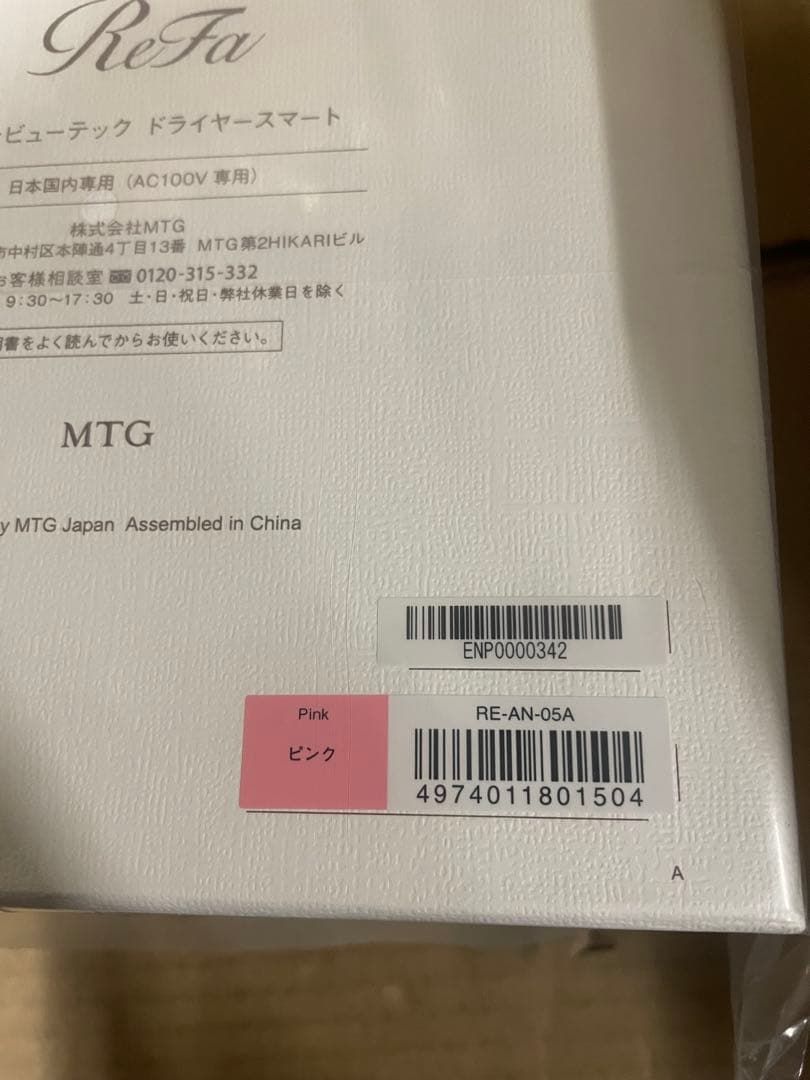 ReFa
ビューテック ドライヤースマート
日本国内専用（AC100V 専用）
株式会社MTG
市中村区本陣通4丁目13番 MTG第2HIKARIビル
お客様相談室 0120-315-332
9:30〜17:30 土・日・祝日・弊社休業日を除く
書をよく読んでからお使いください。
MTG
y MTG Japan Assembled in China
ENP0000342
Pink
ピンク
RE-AN-05A
4974011801504
A